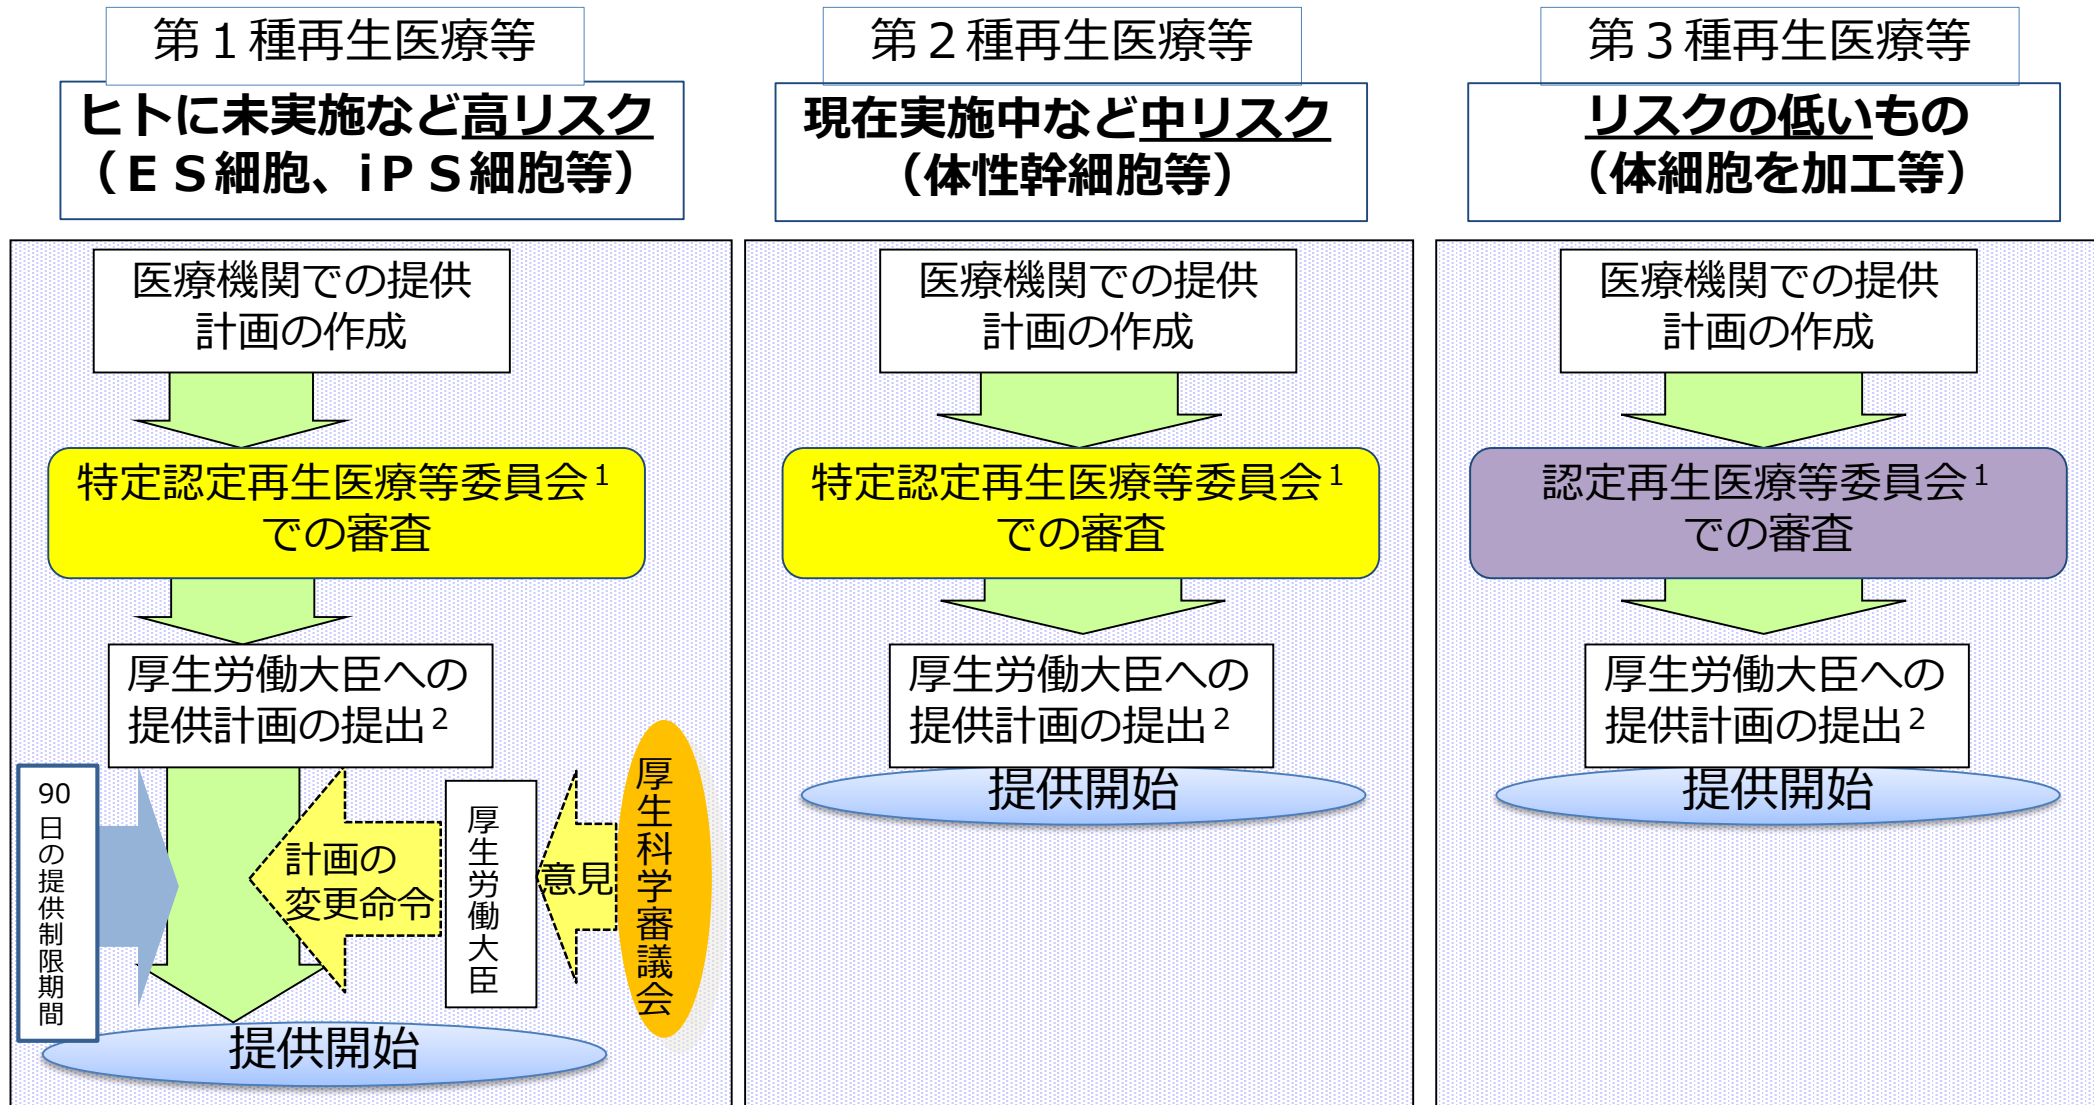 第１種再生医療等
ヒトに未実施など高リスク
（ＥＳ細胞、iＰＳ細胞等）
医療機関での提供
計画の作成
特定認定再生医療等委員会1
での審査
厚生労働大臣への
提供計画の提出2
90日の提供制限期間
計画の
変更命令
厚生労働大臣
意見
厚生科学審議会
提供開始
第２種再生医療等
現在実施中など中リスク
（体性幹細胞等）
医療機関での提供
計画の作成
特定認定再生医療等委員会1
での審査
厚生労働大臣への
提供計画の提出2
提供開始
第３種再生医療等
リスクの低いもの
（体細胞を加工等）
医療機関での提供
計画の作成
認定再生医療等委員会1
での審査
厚生労働大臣への
提供計画の提出2
提供開始